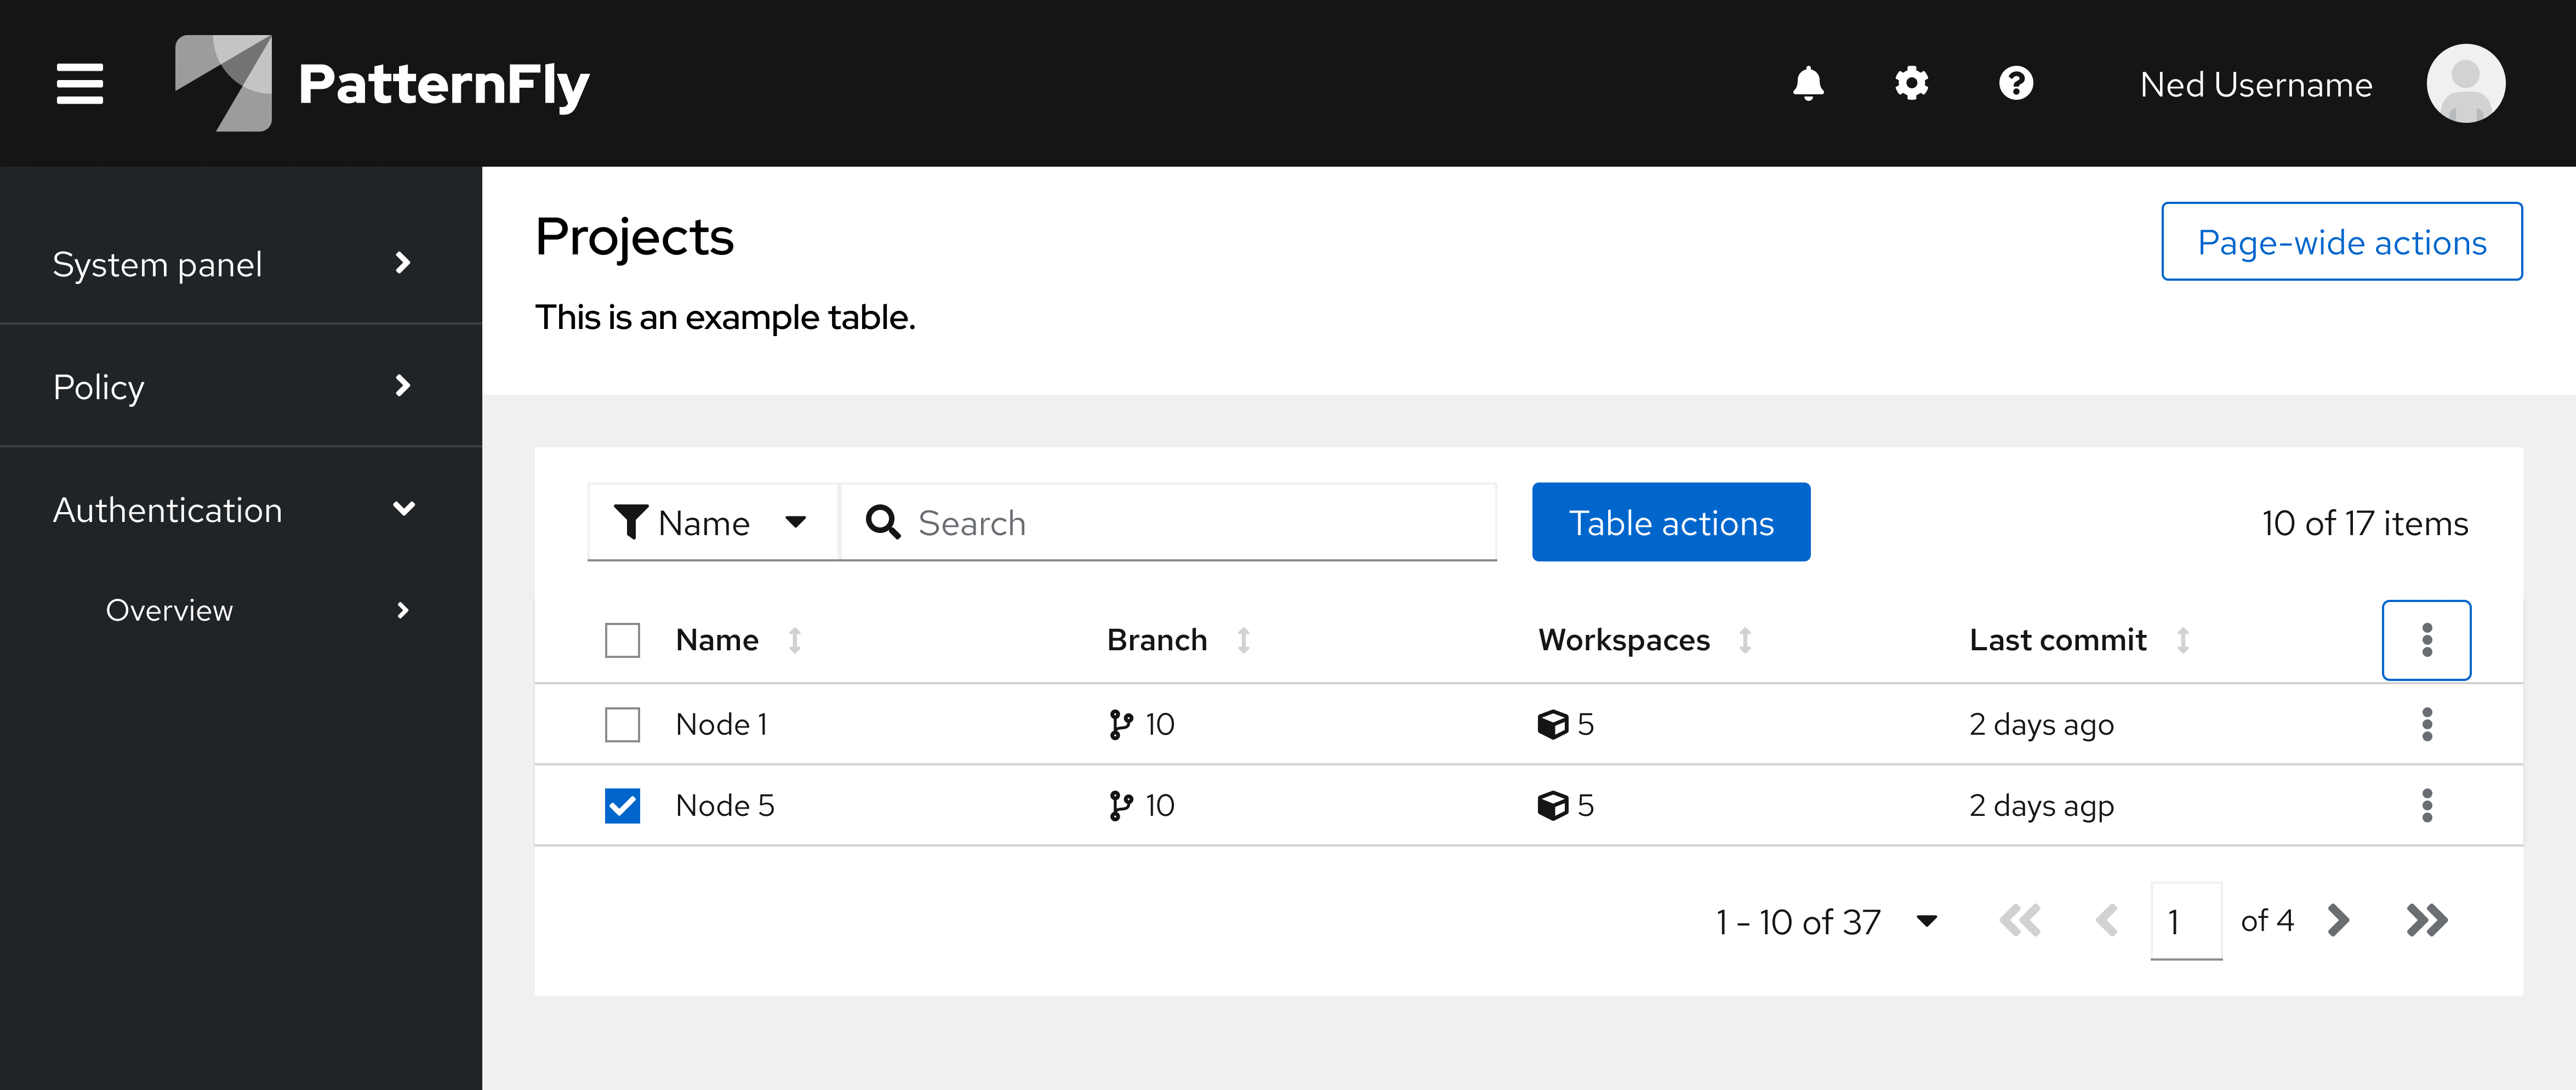 PatternFly
Ned Username
System panel
Policy
Authentication
Overview
Projects
Page-wide actions
This is an example table.
Name
Search
Table actions
10 of 17 items
Name Branch Workspaces Last commit
Node 1 10 5 2 days ago
Node 5 10 5 2 days agp
1 - 10 of 37 1 of 4